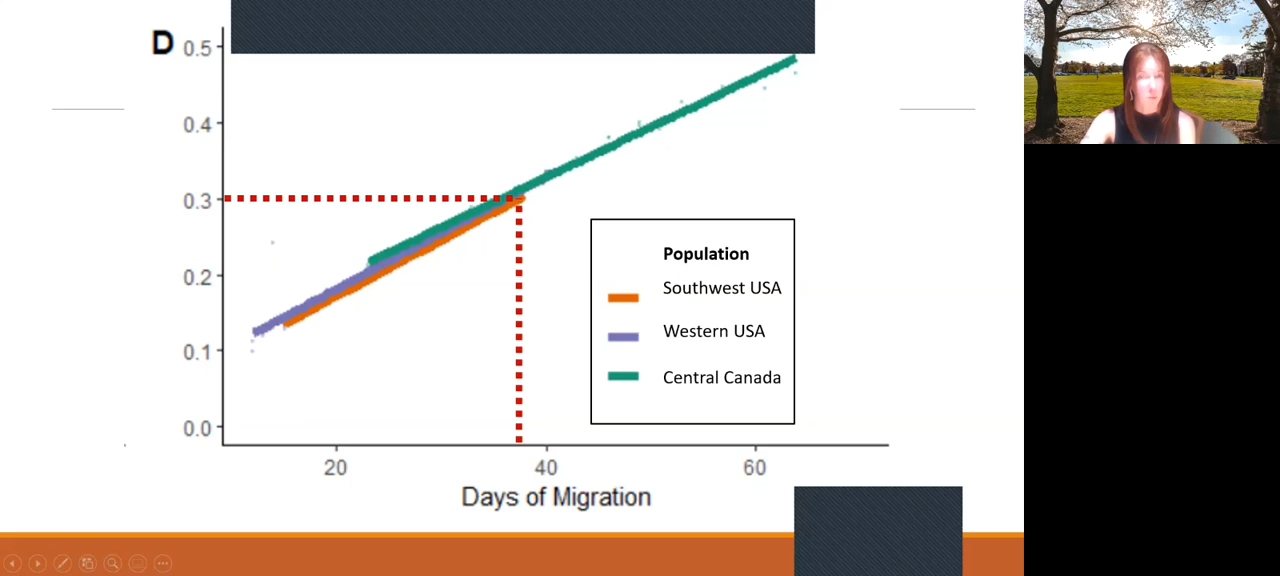 D
0.5
0.4
0.3
0.2
0.1
0.0
20 40 60
Days of Migration
Population
Southwest USA
Western USA
Central Canada